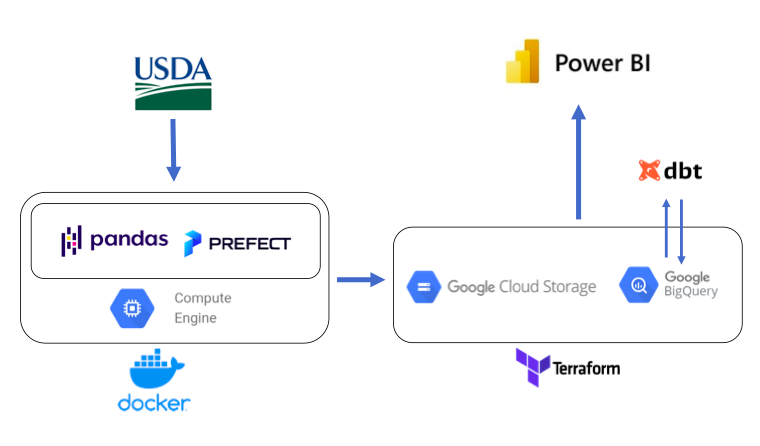 USDA
Power BI
dbt
pandas
PREFECT
Compute
Engine
Google Cloud Storage
Google
BigQuery
docker
Terraform